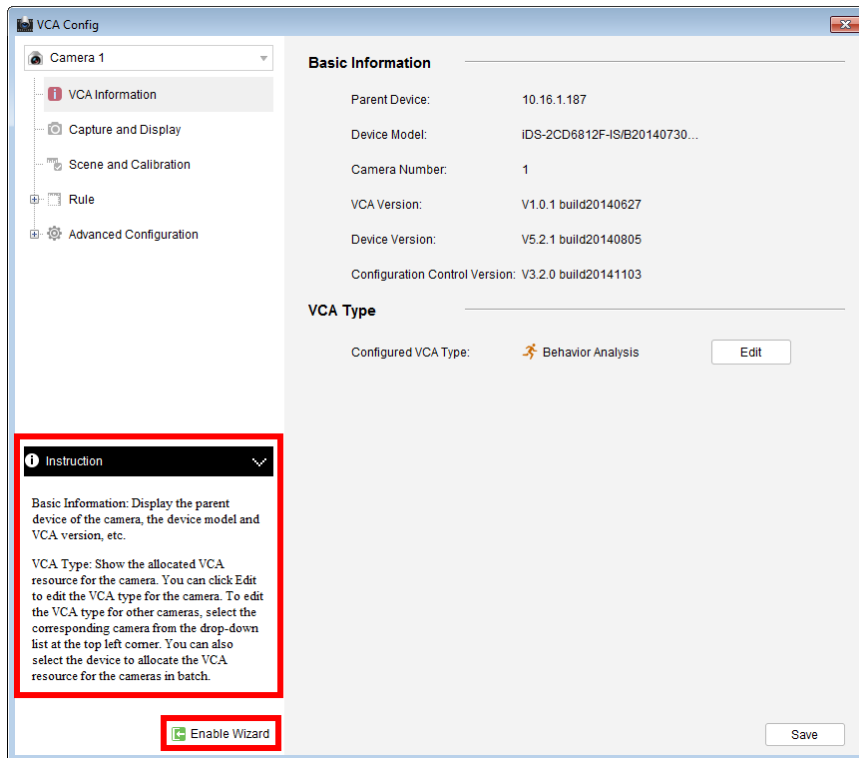 VCA Config
Camera 1
VCA Information
Capture and Display
Scene and Calibration
Rule
Advanced Configuration
Instruction
Basic Information: Display the parent
device of the camera, the device model and
VCA version, etc.
VCA Type: Show the allocated VCA
resource for the camera. You can click Edit
to edit the VCA type for the camera. To edit
the VCA type for other cameras, select the
corresponding camera from the drop-down
list at the top left corner. You can also
select the device to allocate the VCA
resource for the cameras in batch.
Enable Wizard
Basic Information
Parent Device: 10.16.1.187
Device Model: iDS-2CD6812F-IS/B20140730...
Camera Number: 1
VCA Version: V1.0.1 build20140627
Device Version: V5.2.1 build20140805
Configuration Control Version: V3.2.0 build20141103
VCA Type
Configured VCA Type: Behavior Analysis Edit
Save